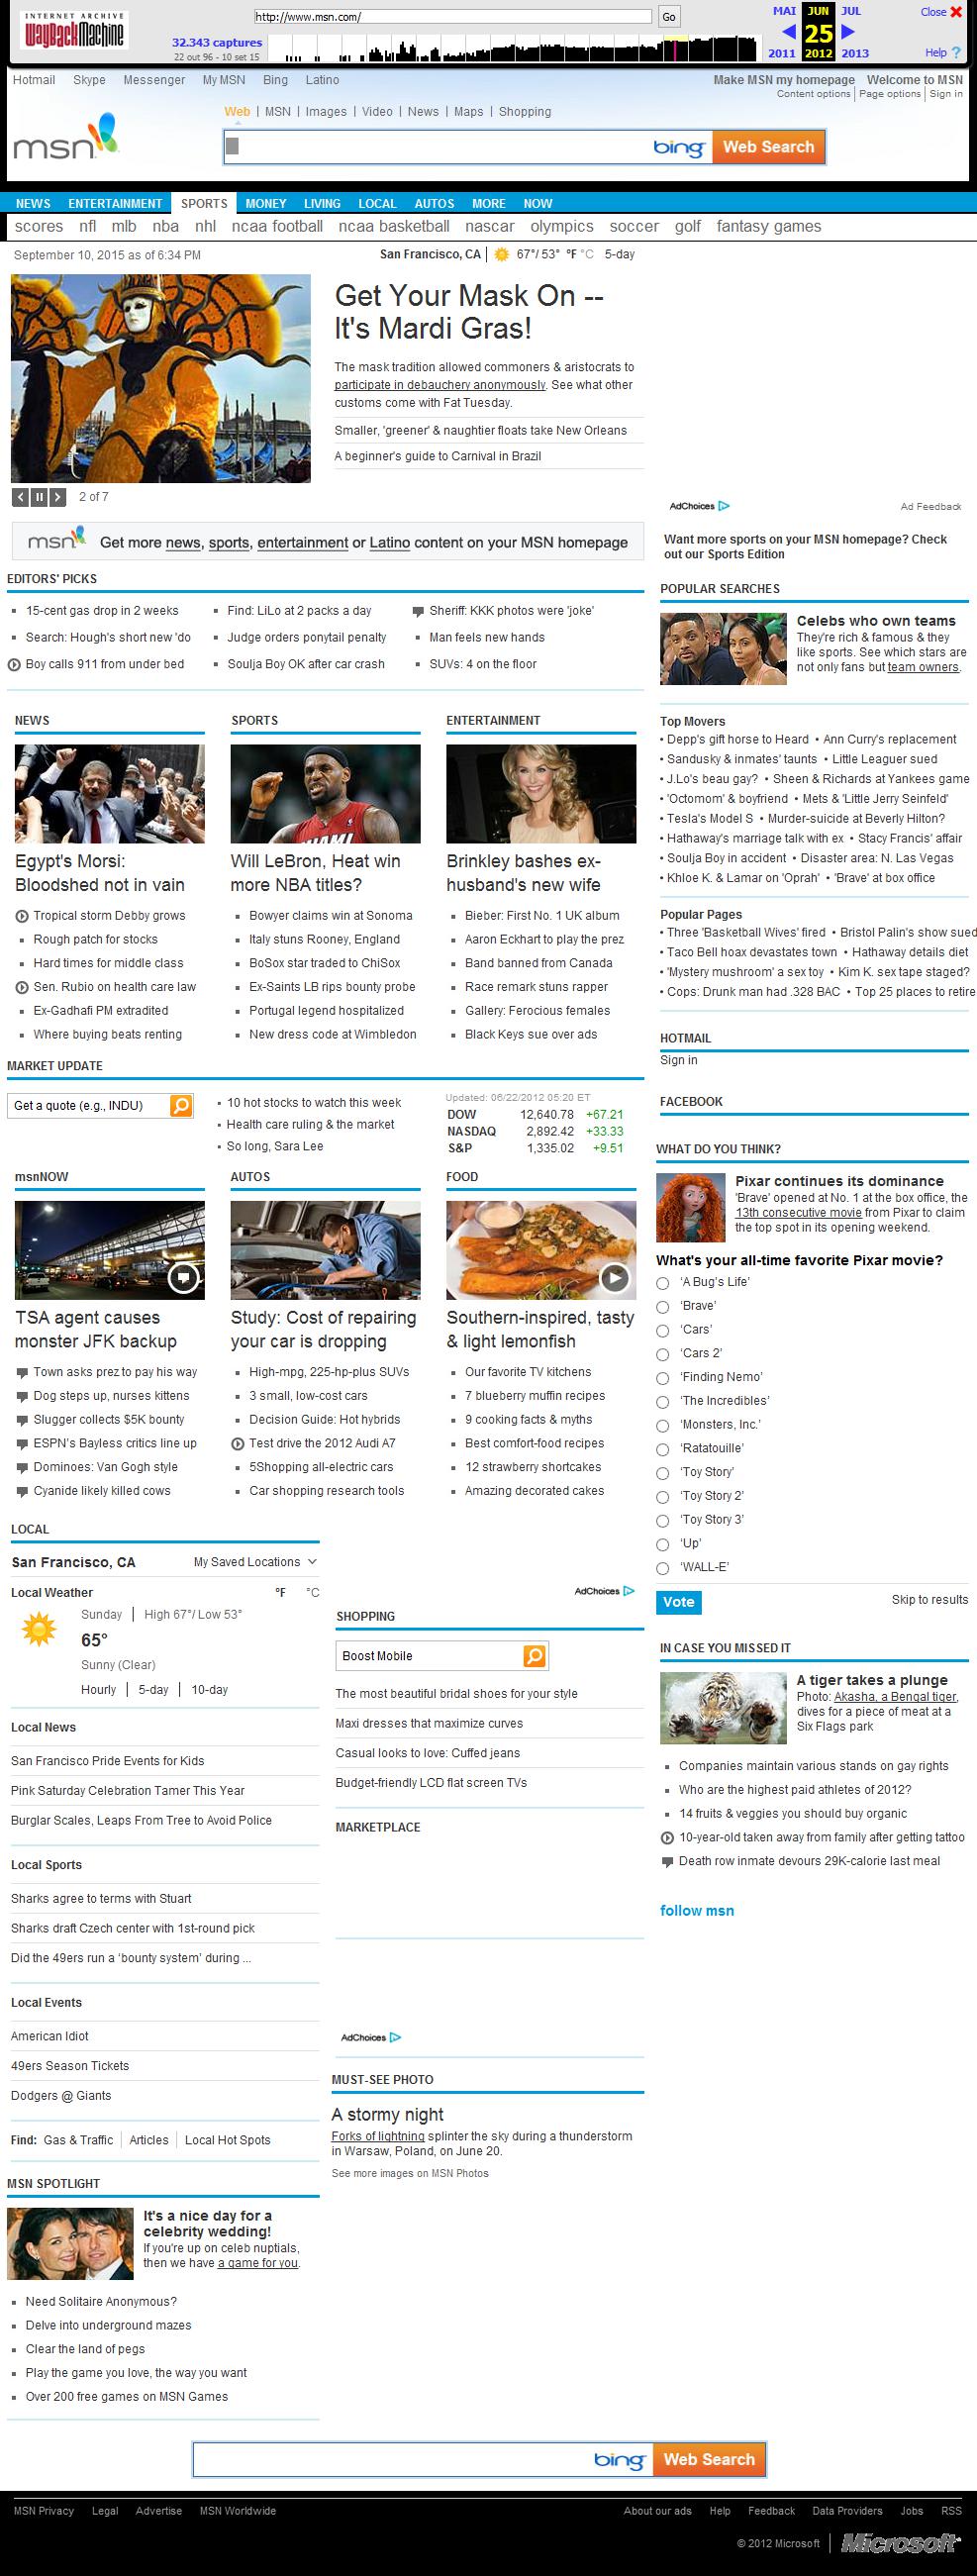 INTERNET ARCHIVE
WayBackMachine
http://www.msn.com/
Go
32.343 captures
22 out 96 - 10 set 15
MAI JUN JUL
25
2011 2012 2013
Close
Help ?
Hotmail Skype Messenger My MSN Bing Latino
Make MSN my homepage Welcome to MSN
Content options Page options Sign in
msn
Web | MSN | Images | Video | News | Maps | Shopping
bing Web Search
NEWS ENTERTAINMENT SPORTS MONEY LIVING LOCAL AUTOS MORE NOW
scores nfl mlb nba nhl ncaa football ncaa basketball nascar olympics soccer golf fantasy games
September 10, 2015 as of 6:34 PM
San Francisco, CA | 67°/ 53° °F °C 5-day
Get Your Mask On --
It's Mardi Gras!
The mask tradition allowed commoners & aristocrats to
participate in debauchery anonymously. See what other
customs come with Fat Tuesday.
Smaller, 'greener' & naughtier floats take New Orleans
A beginner's guide to Carnival in Brazil
2 of 7
msn Get more news, sports, entertainment or Latino content on your MSN homepage
EDITORS' PICKS
15-cent gas drop in 2 weeks
Search: Hough's short new 'do
Boy calls 911 from under bed
Find: LiLo at 2 packs a day
Judge orders ponytail penalty
Soulja Boy OK after car crash
Sheriff: KKK photos were 'joke'
Man feels new hands
SUVs: 4 on the floor
NEWS
Egypt's Morsi:
Bloodshed not in vain
Tropical storm Debby grows
Rough patch for stocks
Hard times for middle class
Sen. Rubio on health care law
Ex-Gadhafi PM extradited
Where buying beats renting
SPORTS
Will LeBron, Heat win
more NBA titles?
Bowyer claims win at Sonoma
Italy stuns Rooney, England
BoSox star traded to ChiSox
Ex-Saints LB rips bounty probe
Portugal legend hospitalized
New dress code at Wimbledon
ENTERTAINMENT
Brinkley bashes ex-
husband's new wife
Bieber: First No. 1 UK album
Aaron Eckhart to play the prez
Band banned from Canada
Race remark stuns rapper
Gallery: Ferocious females
Black Keys sue over ads
MARKET UPDATE
Get a quote (e.g., INDU)
10 hot stocks to watch this week
Health care ruling & the market
So long, Sara Lee
Updated: 06/22/2012 05:20 ET
DOW 12,640.78 +67.21
NASDAQ 2,892.42 +33.33
S&P 1,335.02 +9.51
msnNOW
TSA agent causes
monster JFK backup
Town asks prez to pay his way
Dog steps up, nurses kittens
Slugger collects $5K bounty
ESPN's Bayless critics line up
Dominoes: Van Gogh style
Cyanide likely killed cows
AUTOS
Study: Cost of repairing
your car is dropping
High-mpg, 225-hp-plus SUVs
3 small, low-cost cars
Decision Guide: Hot hybrids
Test drive the 2012 Audi A7
5Shopping all-electric cars
Car shopping research tools
FOOD
Southern-inspired, tasty
& light lemonfish
Our favorite TV kitchens
7 blueberry muffin recipes
9 cooking facts & myths
Best comfort-food recipes
12 strawberry shortcakes
Amazing decorated cakes
LOCAL
San Francisco, CA My Saved Locations
Local Weather °F °C
Sunday | High 67°/ Low 53°
65°
Sunny (Clear)
Hourly | 5-day | 10-day
Local News
San Francisco Pride Events for Kids
Pink Saturday Celebration Tamer This Year
Burglar Scales, Leaps From Tree to Avoid Police
Local Sports
Sharks agree to terms with Stuart
Sharks draft Czech center with 1st-round pick
Did the 49ers run a ‘bounty system’ during ...
Local Events
American Idiot
49ers Season Tickets
Dodgers @ Giants
Find: Gas & Traffic | Articles | Local Hot Spots
MSN SPOTLIGHT
It's a nice day for a
celebrity wedding!
If you're up on celeb nuptials,
then we have a game for you.
Need Solitaire Anonymous?
Delve into underground mazes
Clear the land of pegs
Play the game you love, the way you want
Over 200 free games on MSN Games
AdChoices
SHOPPING
Boost Mobile
The most beautiful bridal shoes for your style
Maxi dresses that maximize curves
Casual looks to love: Cuffed jeans
Budget-friendly LCD flat screen TVs
MARKETPLACE
AdChoices
MUST-SEE PHOTO
A stormy night
Forks of lightning splinter the sky during a thunderstorm
in Warsaw, Poland, on June 20.
See more images on MSN Photos
AdChoices Ad Feedback
Want more sports on your MSN homepage? Check
out our Sports Edition
POPULAR SEARCHES
Celebs who own teams
They're rich & famous & they
like sports. See which stars are
not only fans but team owners.
Top Movers
• Depp's gift horse to Heard • Ann Curry's replacement
• Sandusky & inmates' taunts • Little Leaguer sued
• J.Lo's beau gay? • Sheen & Richards at Yankees game
• 'Octomom' & boyfriend • Mets & 'Little Jerry Seinfeld'
• Tesla's Model S • Murder-suicide at Beverly Hilton?
• Hathaway's marriage talk with ex • Stacy Francis' affair
• Soulja Boy in accident • Disaster area: N. Las Vegas
• Khloe K. & Lamar on 'Oprah' • 'Brave' at box office
Popular Pages
• Three 'Basketball Wives' fired • Bristol Palin's show sued
• Taco Bell hoax devastates town • Hathaway details diet
• 'Mystery mushroom' a sex toy • Kim K. sex tape staged?
• Cops: Drunk man had .328 BAC • Top 25 places to retire
HOTMAIL
Sign in
FACEBOOK
WHAT DO YOU THINK?
Pixar continues its dominance
'Brave' opened at No. 1 at the box office, the
13th consecutive movie from Pixar to claim
the top spot in its opening weekend.
What's your all-time favorite Pixar movie?
‘A Bug's Life’
‘Brave’
‘Cars’
‘Cars 2’
‘Finding Nemo’
‘The Incredibles’
‘Monsters, Inc.’
‘Ratatouille’
‘Toy Story’
‘Toy Story 2’
‘Toy Story 3’
‘Up’
‘WALL-E’
Vote Skip to results
IN CASE YOU MISSED IT
A tiger takes a plunge
Photo: Akasha, a Bengal tiger,
dives for a piece of meat at a
Six Flags park
Companies maintain various stands on gay rights
Who are the highest paid athletes of 2012?
14 fruits & veggies you should buy organic
10-year-old taken away from family after getting tattoo
Death row inmate devours 29K-calorie last meal
follow msn
bing Web Search
MSN Privacy Legal Advertise MSN Worldwide
About our ads Help Feedback Data Providers Jobs RSS
© 2012 Microsoft | Microsoft